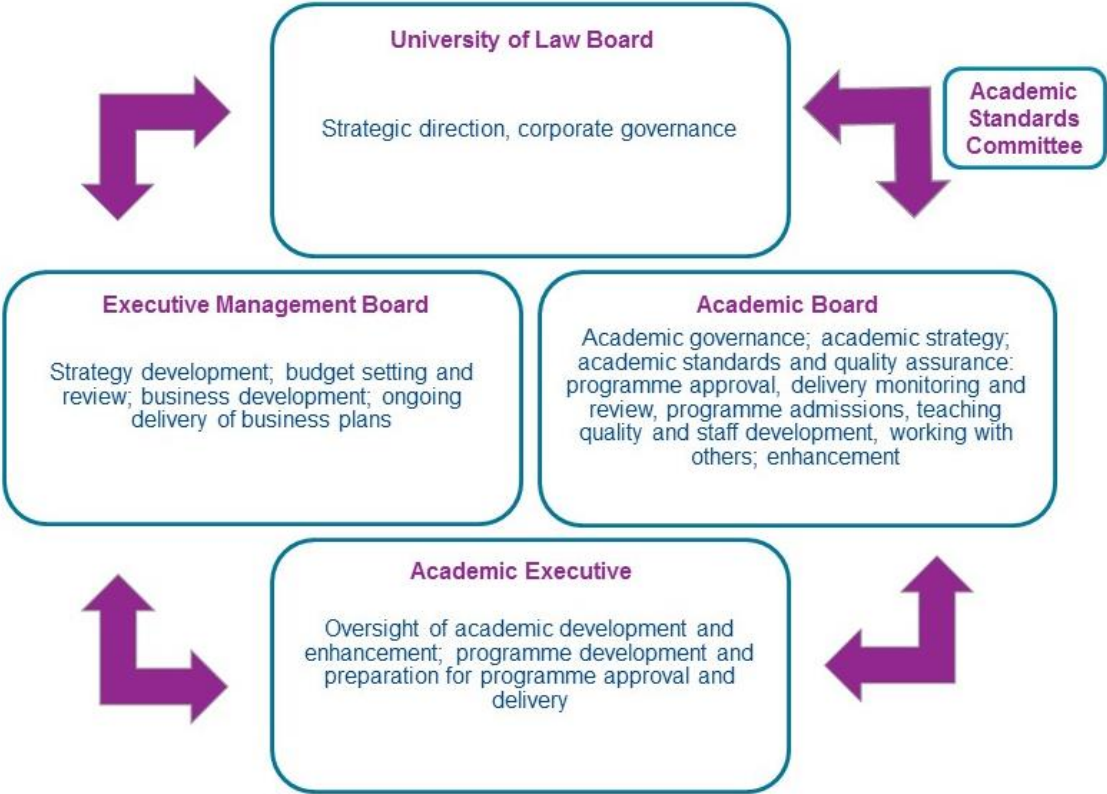 University of Law Board
Strategic direction, corporate governance
Academic
Standards
Committee
Executive Management Board
Strategy development; budget setting and
review; business development; ongoing
delivery of business plans
Academic Board
Academic governance; academic strategy;
academic standards and quality assurance:
programme approval, delivery monitoring and
review, programme admissions, teaching
quality and staff development, working with
others; enhancement
Academic Executive
Oversight of academic development and
enhancement; programme development and
preparation for programme approval and
delivery